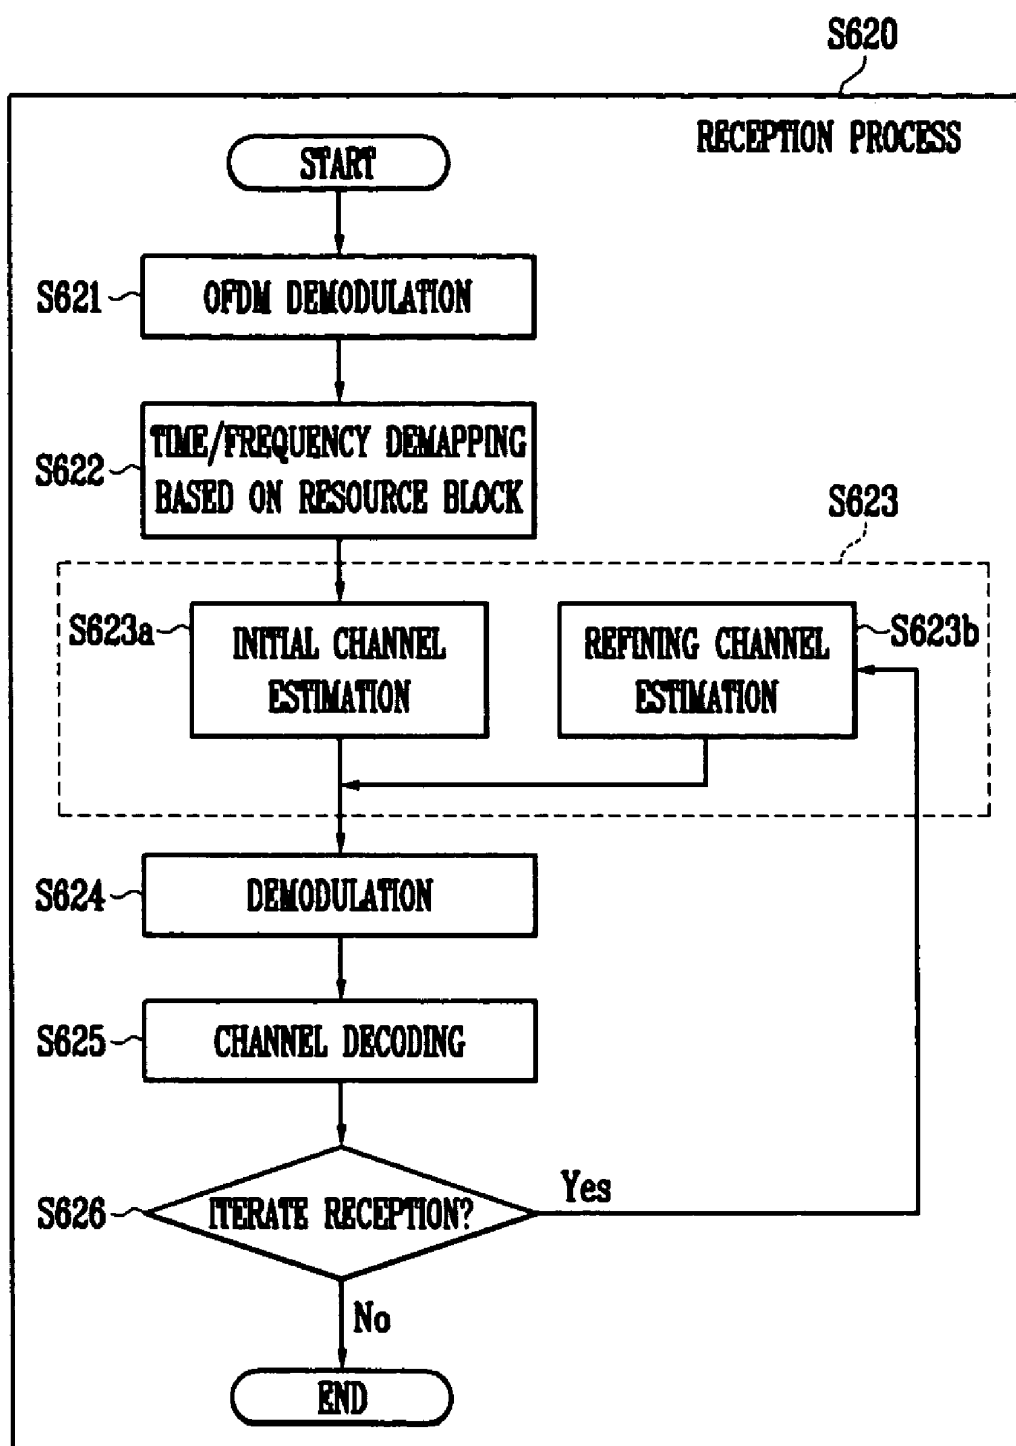 S620
RECEPTION PROCESS
START
S621
OFDM DEMODULATION
S622
TIME/FREQUENCY DEMAPPING
BASED ON RESOURCE BLOCK
S623
S623a
INITIAL CHANNEL
ESTIMATION
REFINING CHANNEL
ESTIMATION
S623b
S624
DEMODULATION
S625
CHANNEL DECODING
S626
ITERATE RECEPTION?
Yes
No
END